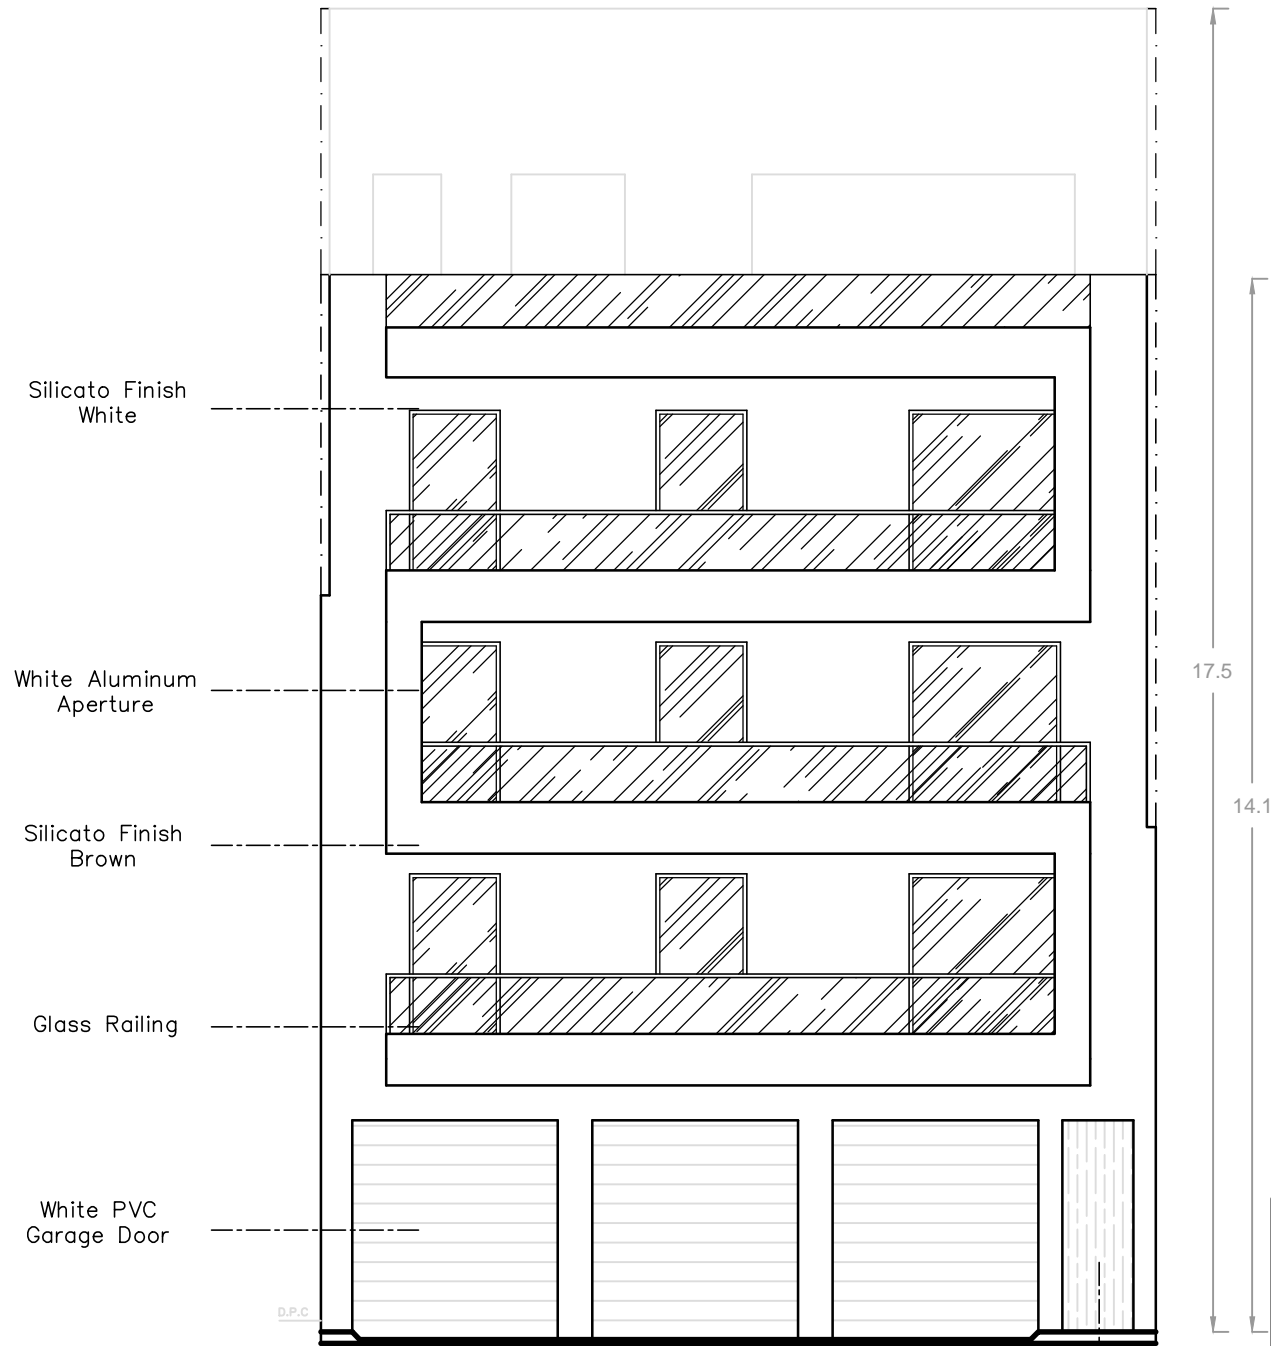 Silicato Finish
White
White Aluminum
Aperture
Silicato Finish
Brown
Glass Railing
White PVC
Garage Door
D.P.C
17.5
14.1